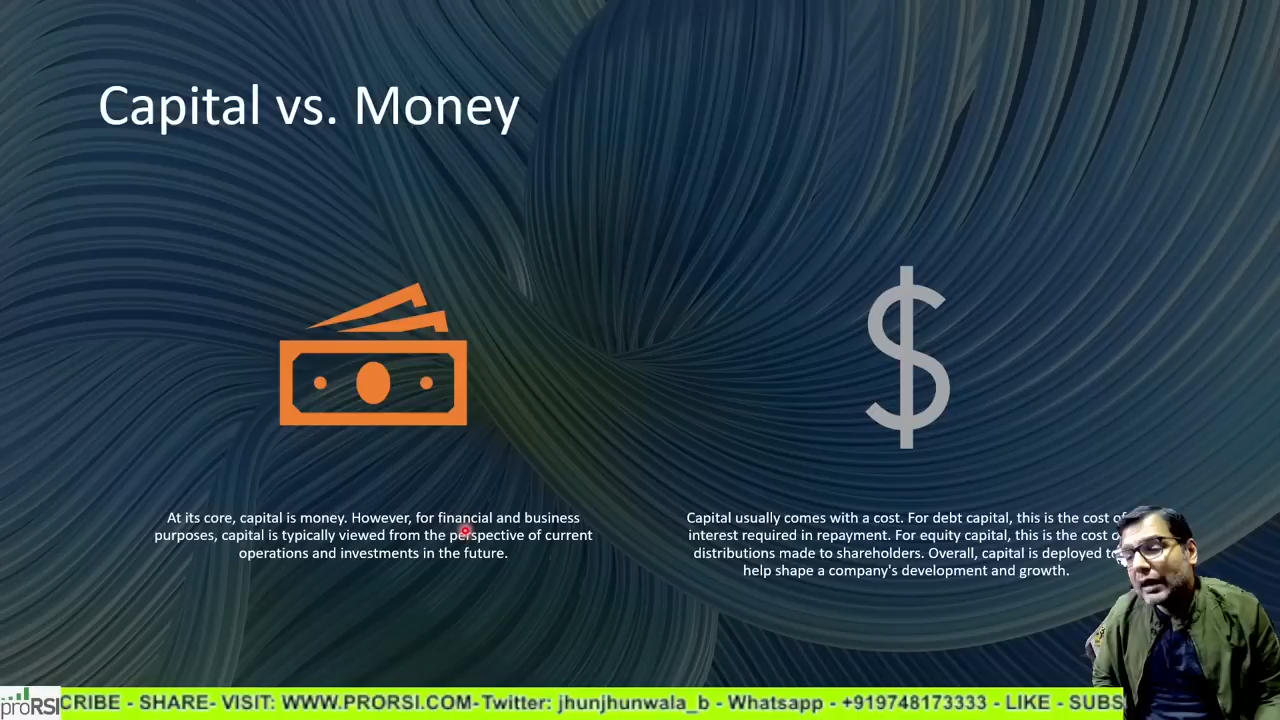 Capital vs. Money
$
At its core, capital is money. However, for financial and business
purposes, capital is typically viewed from the perspective of current
operations and investments in the future.
Capital usually comes with a cost. For debt capital, this is the cost of
interest required in repayment. For equity capital, this is the cost o
distributions made to shareholders. Overall, capital is deployed to
help shape a company's development and growth.
proRSI
CRIBE - SHARE- VISIT: WWW.PRORSI.COM-Twitter: jhunjhunwala_b - Whatsapp - +919748173333 - LIKE - SUBS